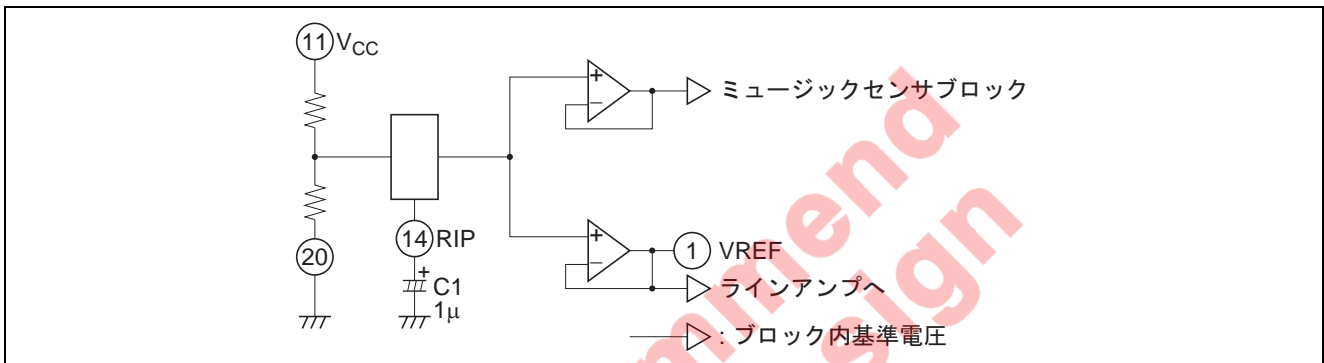 11 VCC
+
−
ミュージックセンサブロック
14 RIP
20
+
C1
1μ
+
−
1 VREF
ラインアンプへ
: ブロック内基準電圧
mmend
sign